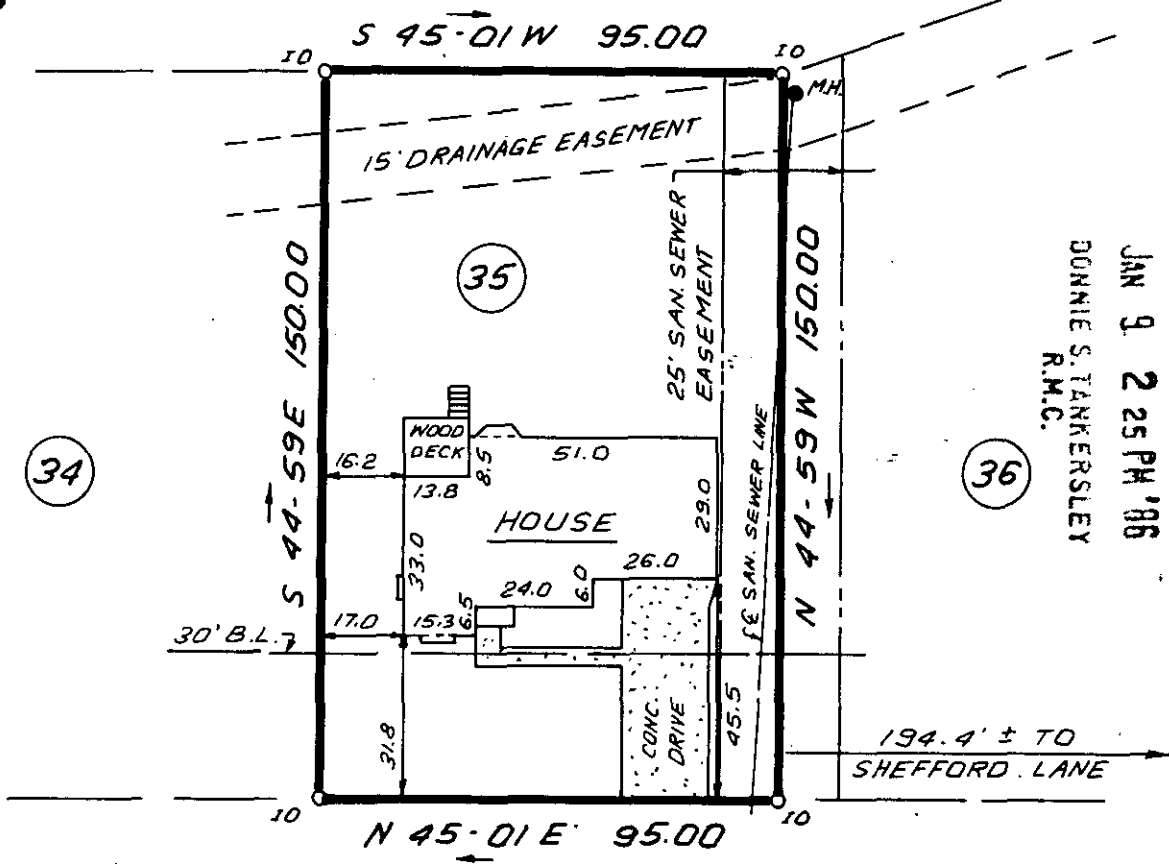 S 45-01 W 95.00
IO
IO
M.H.
15' DRAINAGE EASEMENT
25' SAN. SEWER
EASEMENT
S 44-59E 150.00
N 44-59W 150.00
35
34
36
WOOD
DECK
8.5
51.0
16.2
13.8
HOUSE
29.0
33.0
26.0
24.0
6.0
6.5
17.0
15.3
℄ SAN. SEWER LINE
30' B.L.
31.8
CONC.
DRIVE
45.5
194.4' ± TO
SHEFFORD LANE
IO
IO
N 45-01 E 95.00
JAN 9 2 25 PM '86
DONNIE S. TANKERSLEY
R.M.C.